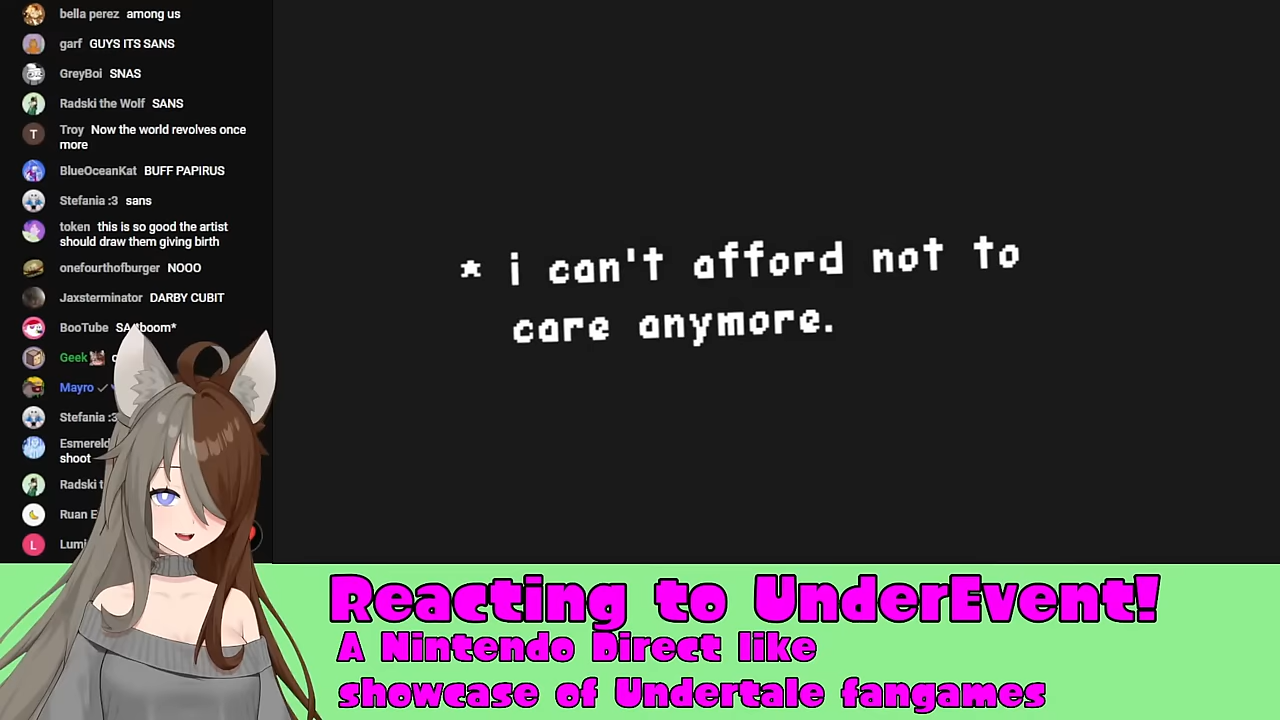 bella perez among us
garf GUYS ITS SANS
GreyBoi SNAS
Radski the Wolf SANS
T
Troy Now the world revolves once
more
BlueOceanKat BUFF PAPIRUS
Stefania :3 sans
token this is so good the artist
should draw them giving birth
onefourthofburger NOOO
Jaxsterminator DARBY CUBIT
BooTube
Geek
Mayro
Stefania :3
shoot
Radski
Ruan
L
* i can't afford not to
care anymore.
Reacting to UnderEvent!
A Nintendo Direct like
showcase of Undertale fangames